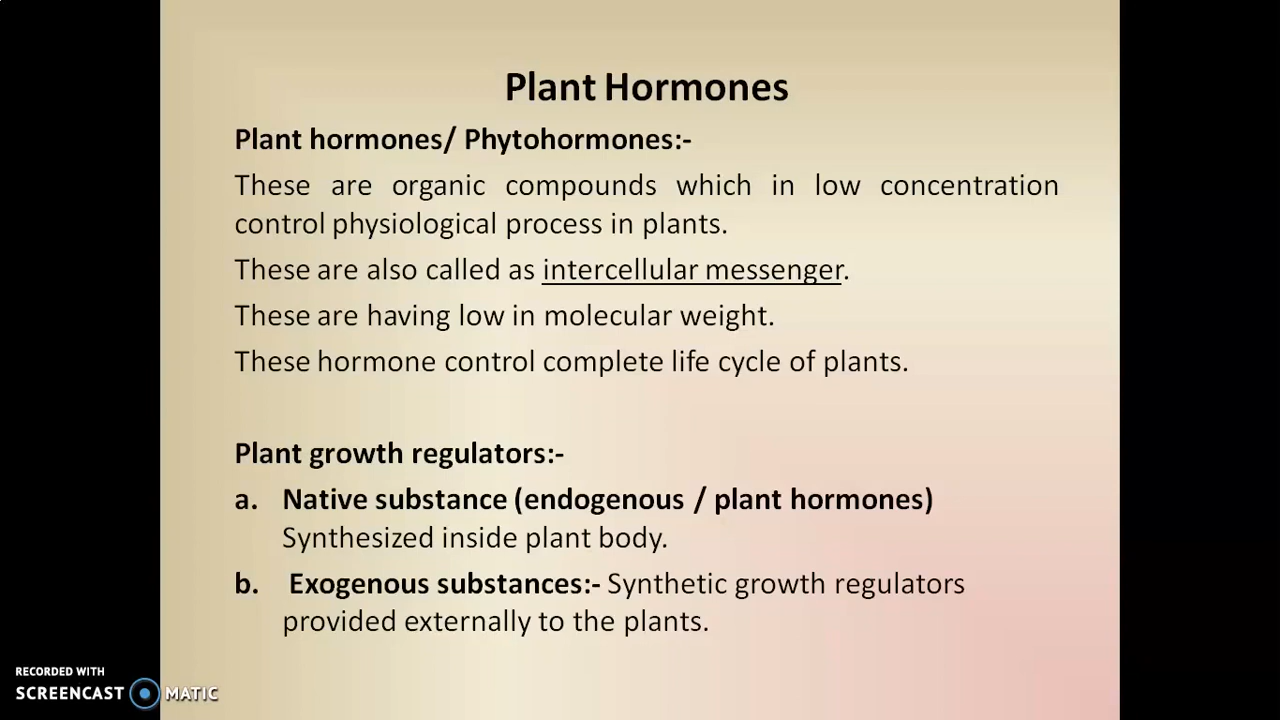 Plant Hormones
Plant hormones/ Phytohormones:-
These are organic compounds which in low concentration
control physiological process in plants.
These are also called as intercellular messenger.
These are having low in molecular weight.
These hormone control complete life cycle of plants.
Plant growth regulators:-
a. Native substance (endogenous / plant hormones)
Synthesized inside plant body.
b. Exogenous substances:- Synthetic growth regulators
provided externally to the plants.
RECORDED WITH
SCREENCAST MATIC